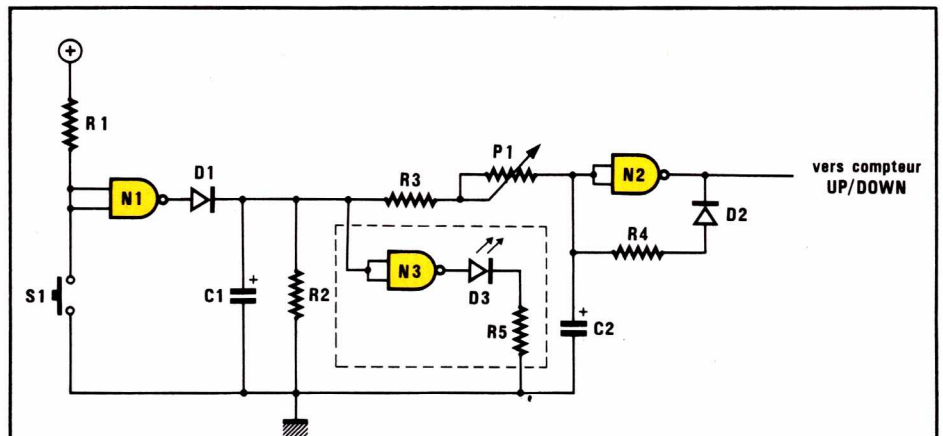 +
R1
N1
D1
S1
C1
+
R2
R3
P1
N3
D3
R5
N2
D2
R4
+
C2
vers compteur
UP/DOWN